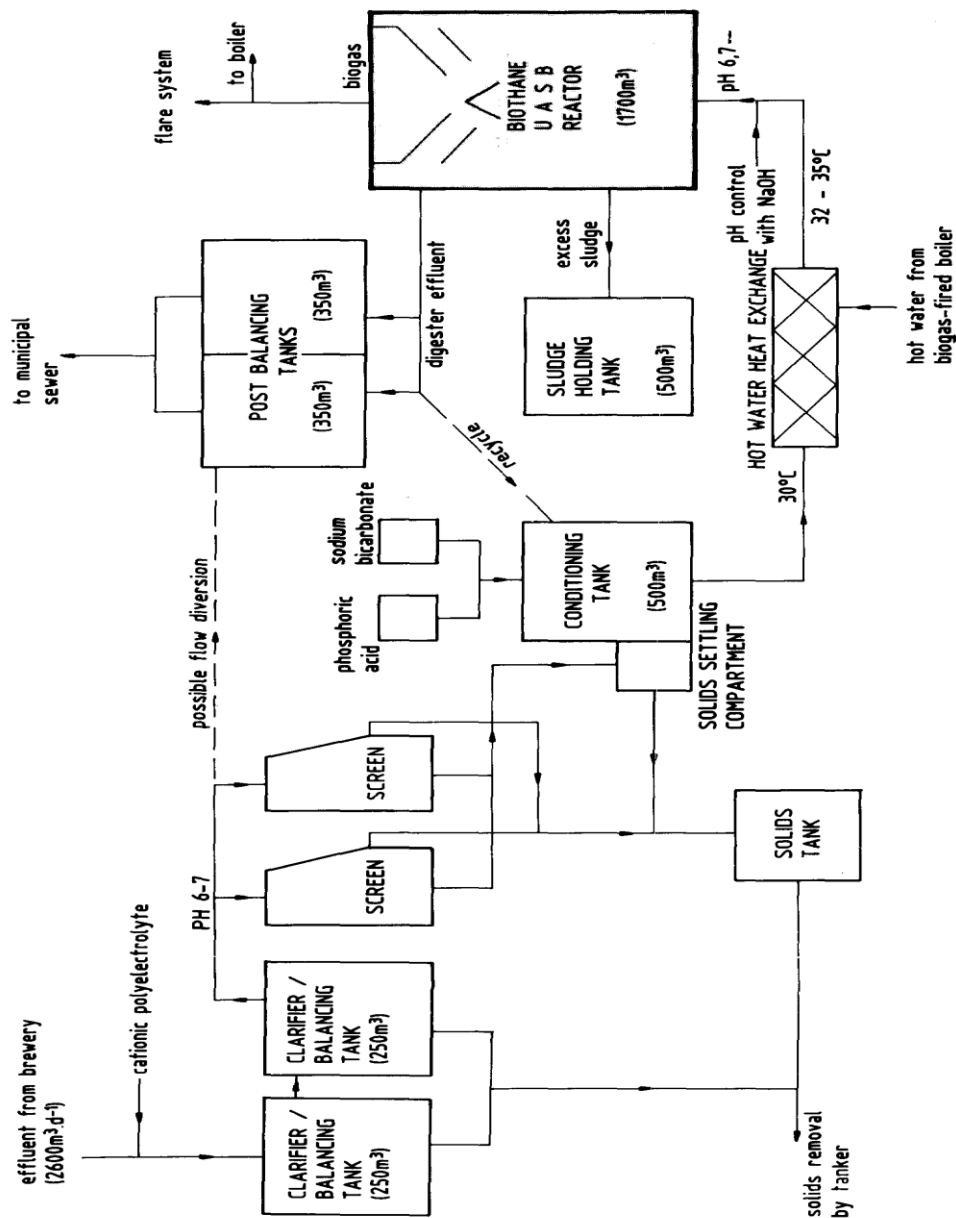 effluent from brewery
(2600m³.d-1)
cationic polyelectrolyte
CLARIFIER /
BALANCING
TANK
(250m³)
CLARIFIER /
BALANCING
TANK
(250m³)
PH 6-7
possible flow diversion
SCREEN
SCREEN
solids removal
by tanker
SOLIDS
TANK
phosphoric
acid
sodium
bicarbonate
CONDITIONING
TANK
(500m³)
SOLIDS SETTLING
COMPARTMENT
recycle
to municipal
sewer
POST BALANCING
TANKS
(350m³)
(350m³)
digester effluent
SLUDGE
HOLDING
TANK
(500m³)
excess
sludge
30°C
HOT WATER HEAT EXCHANGE
hot water from
biogas-fired boiler
32 - 35°C
pH control
with NaOH
pH 6,7--
flare system
to boiler
biogas
BIOTHANE
U A S B
REACTOR
(1700m³)